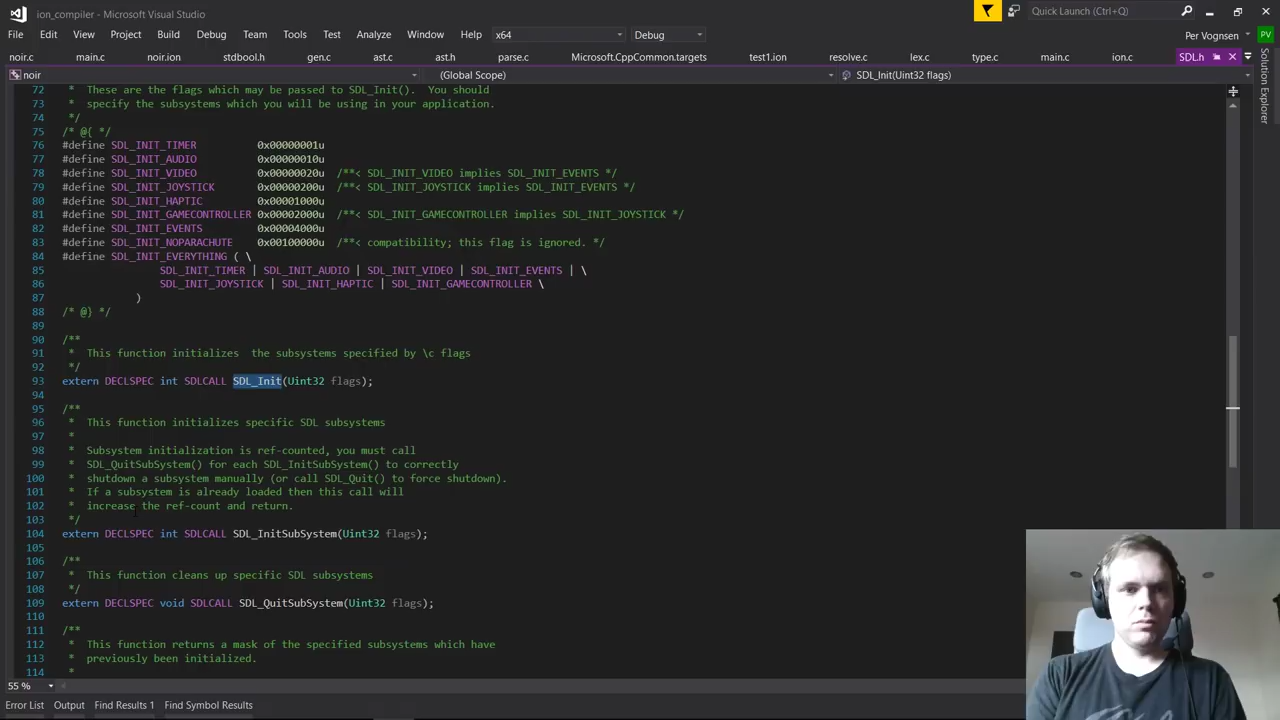 ion_compiler - Microsoft Visual Studio
Quick Launch (Ctrl+Q)
File Edit View Project Build Debug Team Tools Test Analyze Window Help x64 Debug Per Vognsen PV
noir.c main.c noir.ion stdbool.h gen.c ast.c ast.h parse.c Microsoft.CppCommon.targets test1.ion resolve.c lex.c type.c main.c ion.c SDL.h
noir (Global Scope) SDL_Init(Uint32 flags)
Solution Explorer
72 * These are the flags which may be passed to SDL_Init(). You should
73 * specify the subsystems which you will be using in your application.
74 */
75 /* @{ */
76 #define SDL_INIT_TIMER 0x00000001u
77 #define SDL_INIT_AUDIO 0x00000010u
78 #define SDL_INIT_VIDEO 0x00000020u /**< SDL_INIT_VIDEO implies SDL_INIT_EVENTS */
79 #define SDL_INIT_JOYSTICK 0x00000200u /**< SDL_INIT_JOYSTICK implies SDL_INIT_EVENTS */
80 #define SDL_INIT_HAPTIC 0x00001000u
81 #define SDL_INIT_GAMECONTROLLER 0x00002000u /**< SDL_INIT_GAMECONTROLLER implies SDL_INIT_JOYSTICK */
82 #define SDL_INIT_EVENTS 0x00004000u
83 #define SDL_INIT_NOPARACHUTE 0x00100000u /**< compatibility; this flag is ignored. */
84 #define SDL_INIT_EVERYTHING ( \
85 SDL_INIT_TIMER | SDL_INIT_AUDIO | SDL_INIT_VIDEO | SDL_INIT_EVENTS | \
86 SDL_INIT_JOYSTICK | SDL_INIT_HAPTIC | SDL_INIT_GAMECONTROLLER \
87 )
88 /* @} */
89
90 /**
91 * This function initializes the subsystems specified by \c flags
92 */
93 extern DECLSPEC int SDLCALL SDL_Init(Uint32 flags);
94
95 /**
96 * This function initializes specific SDL subsystems
97 *
98 * Subsystem initialization is ref-counted, you must call
99 * SDL_QuitSubSystem() for each SDL_InitSubSystem() to correctly
100 * shutdown a subsystem manually (or call SDL_Quit() to force shutdown).
101 * If a subsystem is already loaded then this call will
102 * increase the ref-count and return.
103 */
104 extern DECLSPEC int SDLCALL SDL_InitSubSystem(Uint32 flags);
105
106 /**
107 * This function cleans up specific SDL subsystems
108 */
109 extern DECLSPEC void SDLCALL SDL_QuitSubSystem(Uint32 flags);
110
111 /**
112 * This function returns a mask of the specified subsystems which have
113 * previously been initialized.
114 *
55 %
Error List Output Find Results 1 Find Symbol Results